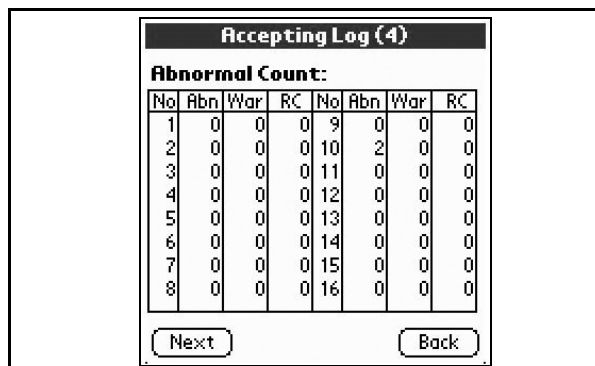 Accepting Log (4)
Abnormal Count:
No Abn War RC No Abn War RC
1 0 0 0 9 0 0 0
2 0 0 0 10 2 0 0
3 0 0 0 11 0 0 0
4 0 0 0 12 0 0 0
5 0 0 0 13 0 0 0
6 0 0 0 14 0 0 0
7 0 0 0 15 0 0 0
8 0 0 0 16 0 0 0
Next Back